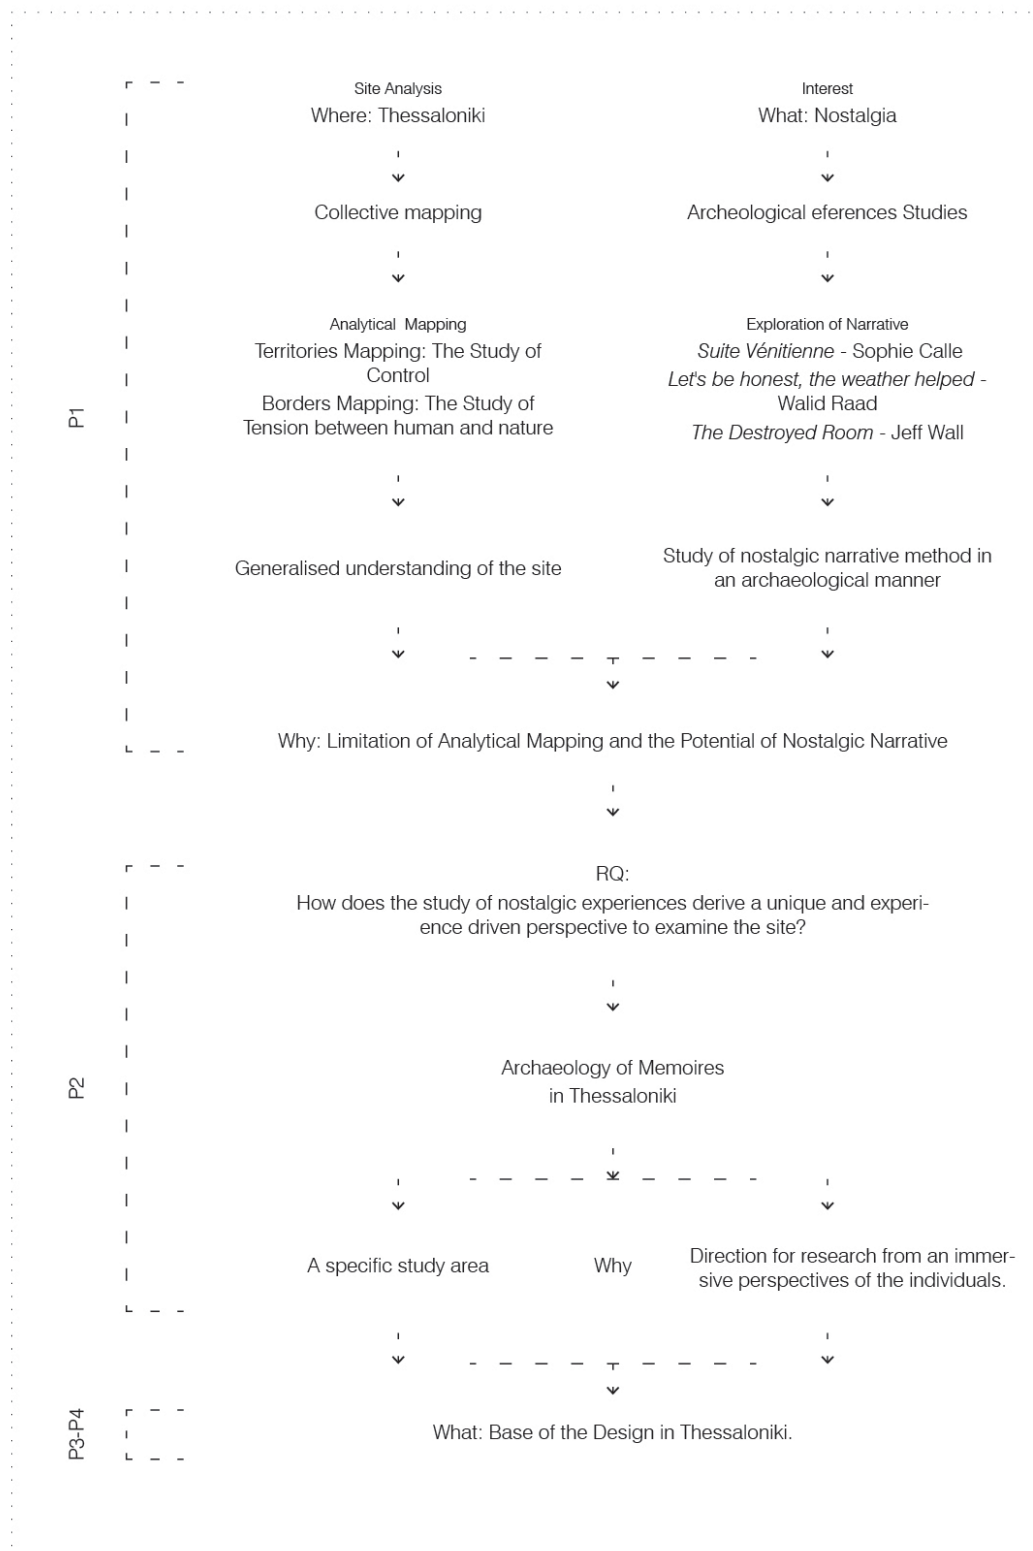 P1
Site Analysis
Where: Thessaloniki
Collective mapping
Analytical Mapping
Territories Mapping: The Study of
Control
Borders Mapping: The Study of
Tension between human and nature
Generalised understanding of the site
Interest
What: Nostalgia
Archeological eferences Studies
Exploration of Narrative
Suite Vénitienne - Sophie Calle
Let's be honest, the weather helped -
Walid Raad
The Destroyed Room - Jeff Wall
Study of nostalgic narrative method in
an archaeological manner
Why: Limitation of Analytical Mapping and the Potential of Nostalgic Narrative
P2
RQ:
How does the study of nostalgic experiences derive a unique and experi-
ence driven perspective to examine the site?
Archaeology of Memoires
in Thessaloniki
A specific study area
Why
Direction for research from an immer-
sive perspectives of the individuals.
P3-P4
What: Base of the Design in Thessaloniki.